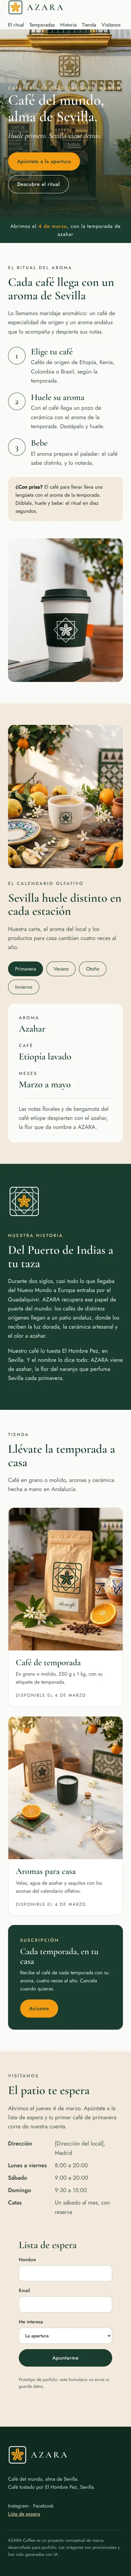 AZARA
El ritual Temporadas Historia Tienda Visítanos
AZARA
COFFEE
Café del mundo,
alma de Sevilla.
Huele primero. Sevilla viene detrás.
Apúntate a la apertura
Descubre el ritual
Abrimos el 4 de marzo, con la temporada de
azahar
EL RITUAL DEL AROMA
Cada café llega con un
aroma de Sevilla
Lo llamamos maridaje aromático: un café de
especialidad de origen y un aroma andaluz
que lo acompaña y despierta sus notas.
1
Elige tu café
Cafés de origen de Etiopía, Kenia,
Colombia o Brasil, según la
temporada.
2
Huele su aroma
Con el café llega un poso de
cerámica con el aroma de la
temporada. Destápalo y huele.
3
Bebe
El aroma prepara el paladar: el café
sabe distinto, y lo notarás.
¿Con prisa? El café para llevar lleva una
lengüeta con el aroma de la temporada.
Dóblala, huele y bebe: el ritual en diez
segundos.
EL CALENDARIO OLFATIVO
Sevilla huele distinto en
cada estación
Nuestra carta, el aroma del local y los
productos para casa cambian cuatro veces al
año.
Primavera
Verano
Otoño
Invierno
AROMA
Azahar
CAFÉ
Etiopía lavado
MESES
Marzo a mayo
Las notas florales y de bergamota del
café etíope despiertan con el azahar,
la flor que da nombre a AZARA.
NUESTRA HISTORIA
Del Puerto de Indias a
tu taza
Durante dos siglos, casi todo lo que llegaba
del Nuevo Mundo a Europa entraba por el
Guadalquivir. AZARA recupera ese papel de
puerta del mundo: los cafés de distintos
orígenes llegan a un patio andaluz, donde los
reciben la cal dorada, la cerámica artesanal y
el olor a azahar.
Nuestro café lo tuesta El Hombre Pez, en
Sevilla. Y el nombre lo dice todo: AZARA viene
de azahar, la flor del naranjo que perfuma
Sevilla cada primavera.
TIENDA
Llévate la temporada a
casa
Café en grano o molido, aromas y cerámica
hecha a mano en Andalucía.
Café de temporada
En grano o molido, 250 g y 1 kg, con su
etiqueta de temporada.
DISPONIBLE EL 4 DE MARZO
Aromas para casa
Velas, agua de azahar y saquitos con los
aromas del calendario olfativo.
DISPONIBLE EL 4 DE MARZO
SUSCRIPCIÓN
Cada temporada, en tu
casa
Recibe el café de cada temporada con su
aroma, cuatro veces al año. Cancela
cuando quieras.
Avísame
VISÍTANOS
El patio te espera
Abrimos el jueves 4 de marzo. Apúntate a la
lista de espera y tu primer café de primavera
corre de nuestra cuenta.
Dirección [Dirección del local],
Madrid
Lunes a viernes 8:00 a 20:00
Sábado 9:00 a 20:00
Domingo 9:30 a 15:00
Catas Un sábado al mes, con
reserva
Lista de espera
Nombre
Email
Me interesa
La apertura
Apuntarme
Prototipo de porfolio: este formulario no envía ni
guarda datos.
AZARA
Café del mundo, alma de Sevilla.
Café tostado por El Hombre Pez, Sevilla.
Instagram Facebook
Lista de espera
AZARA Coffee es un proyecto conceptual de marca
desarrollado para porfolio. Las imágenes son provisionales y
han sido generadas con IA.